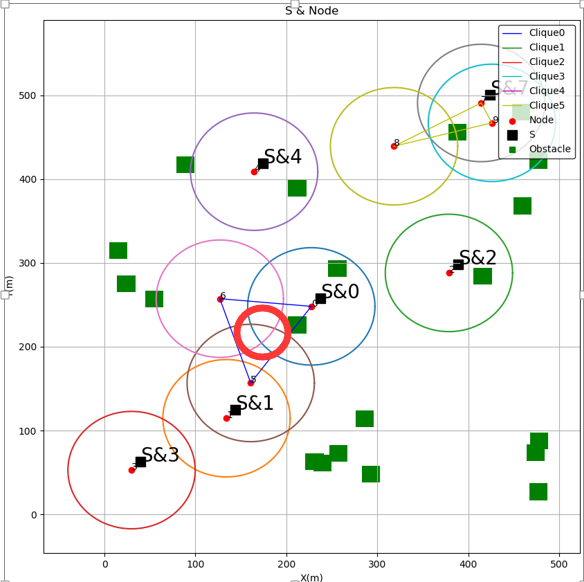 S & Node
Clique0
Clique1
Clique2
Clique3
Clique4
Clique5
Node
S
Obstacle
500
400
300
200
100
0
S&7
9
8
S&4
S&2
6
S&0
5
S&1
S&3
0
100
200
300
400
500
X(m)